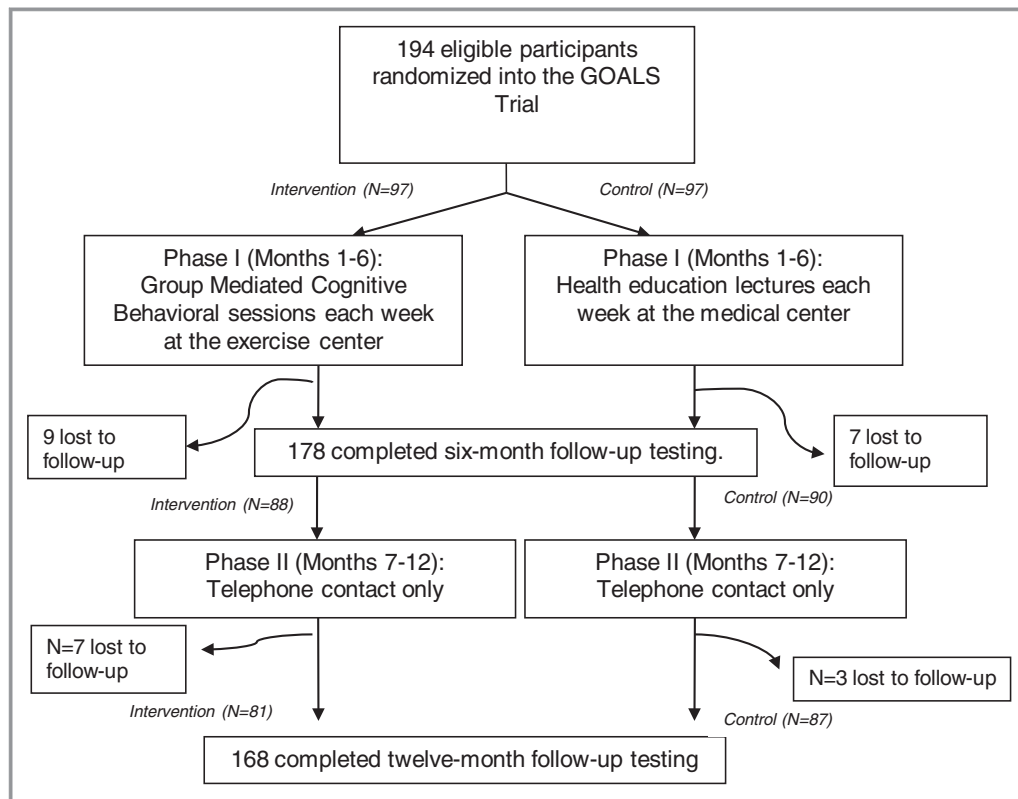 194 eligible participants
randomized into the GOALS
Trial
Intervention (N=97)
Control (N=97)
Phase I (Months 1-6):
Group Mediated Cognitive
Behavioral sessions each week
at the exercise center
Phase I (Months 1-6):
Health education lectures each
week at the medical center
9 lost to
follow-up
178 completed six-month follow-up testing.
7 lost to
follow-up
Intervention (N=88)
Control (N=90)
Phase II (Months 7-12):
Telephone contact only
Phase II (Months 7-12):
Telephone contact only
N=7 lost to
follow-up
N=3 lost to follow-up
Intervention (N=81)
Control (N=87)
168 completed twelve-month follow-up testing